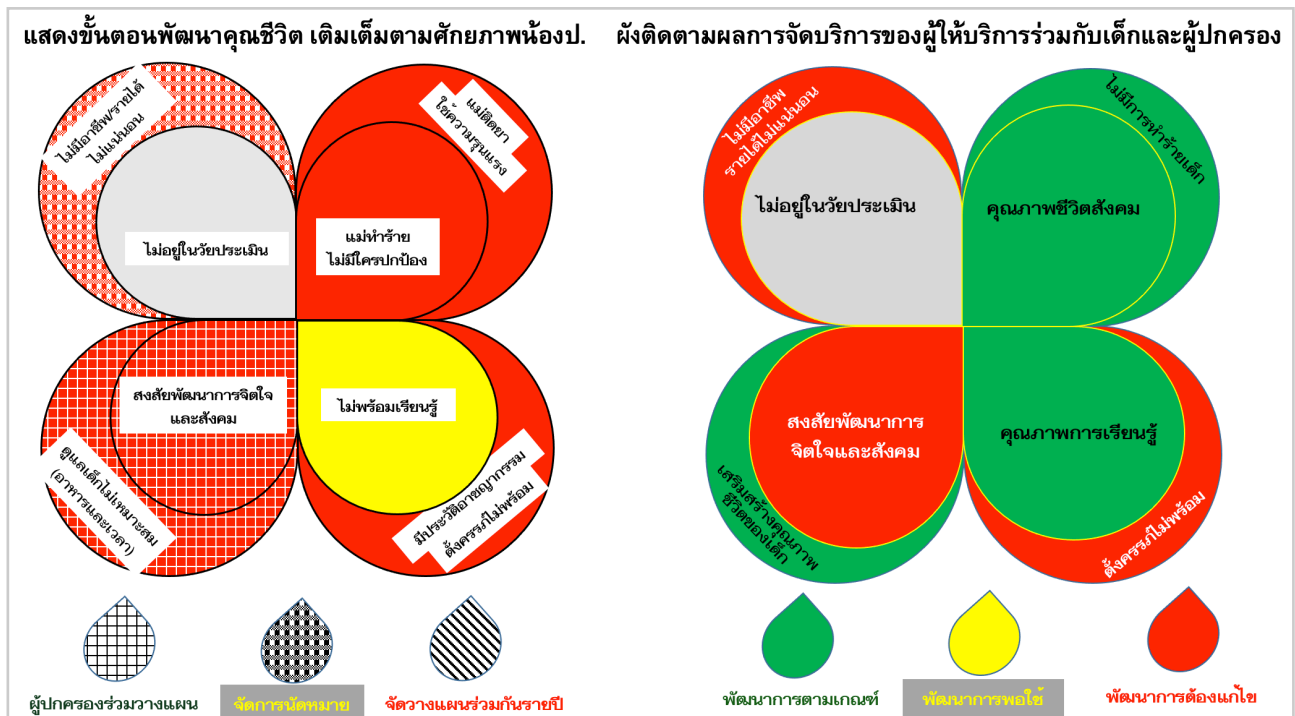 แสดงขั้นตอนพัฒนาคุณชีวิต เติมเต็มตามศักยภาพน้องป.
ไม่มีอาชีพ/รายได้
ไม่แน่นอน
แม่ติดยา
ใช้ความรุนแรง
ไม่อยู่ในวัยประเมิน
แม่ทำร้าย
ไม่มีใครปกป้อง
สงสัยพัฒนาการจิตใจ
และสังคม
ไม่พร้อมเรียนรู้
ดูแลเด็กไม่เหมาะสม
(อาหารและเวลา)
มีประวัติอาชญากรรม
ตั้งครรภ์ไม่พร้อม
ผู้ปกครองร่วมวางแผน
จัดการนัดหมาย
จัดวางแผนร่วมกันรายปี
ผังติดตามผลการจัดบริการของผู้ให้บริการร่วมกับเด็กและผู้ปกครอง
ไม่มีอาชีพ
รายได้ไม่แน่นอน
ไม่มีการทำร้ายเด็ก
ไม่อยู่ในวัยประเมิน
คุณภาพชีวิตสังคม
สงสัยพัฒนาการ
จิตใจและสังคม
คุณภาพการเรียนรู้
เสริมสร้างคุณภาพ
ชีวิตของเด็ก
ตั้งครรภ์ไม่พร้อม
พัฒนาการตามเกณฑ์
พัฒนาการพอใช้
พัฒนาการต้องแก้ไข